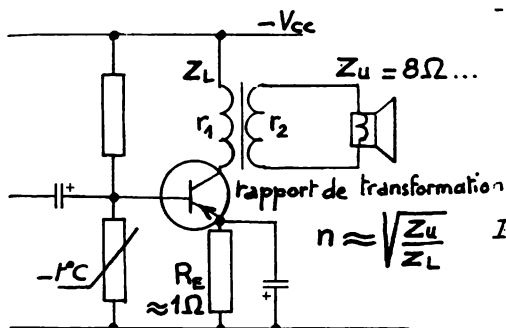 -Vcc
ZL
Zu = 8Ω...
r1
r2
+
rapport de transformation
n ≈ √Zu/ZL
-t°C
RE
≈1Ω
+